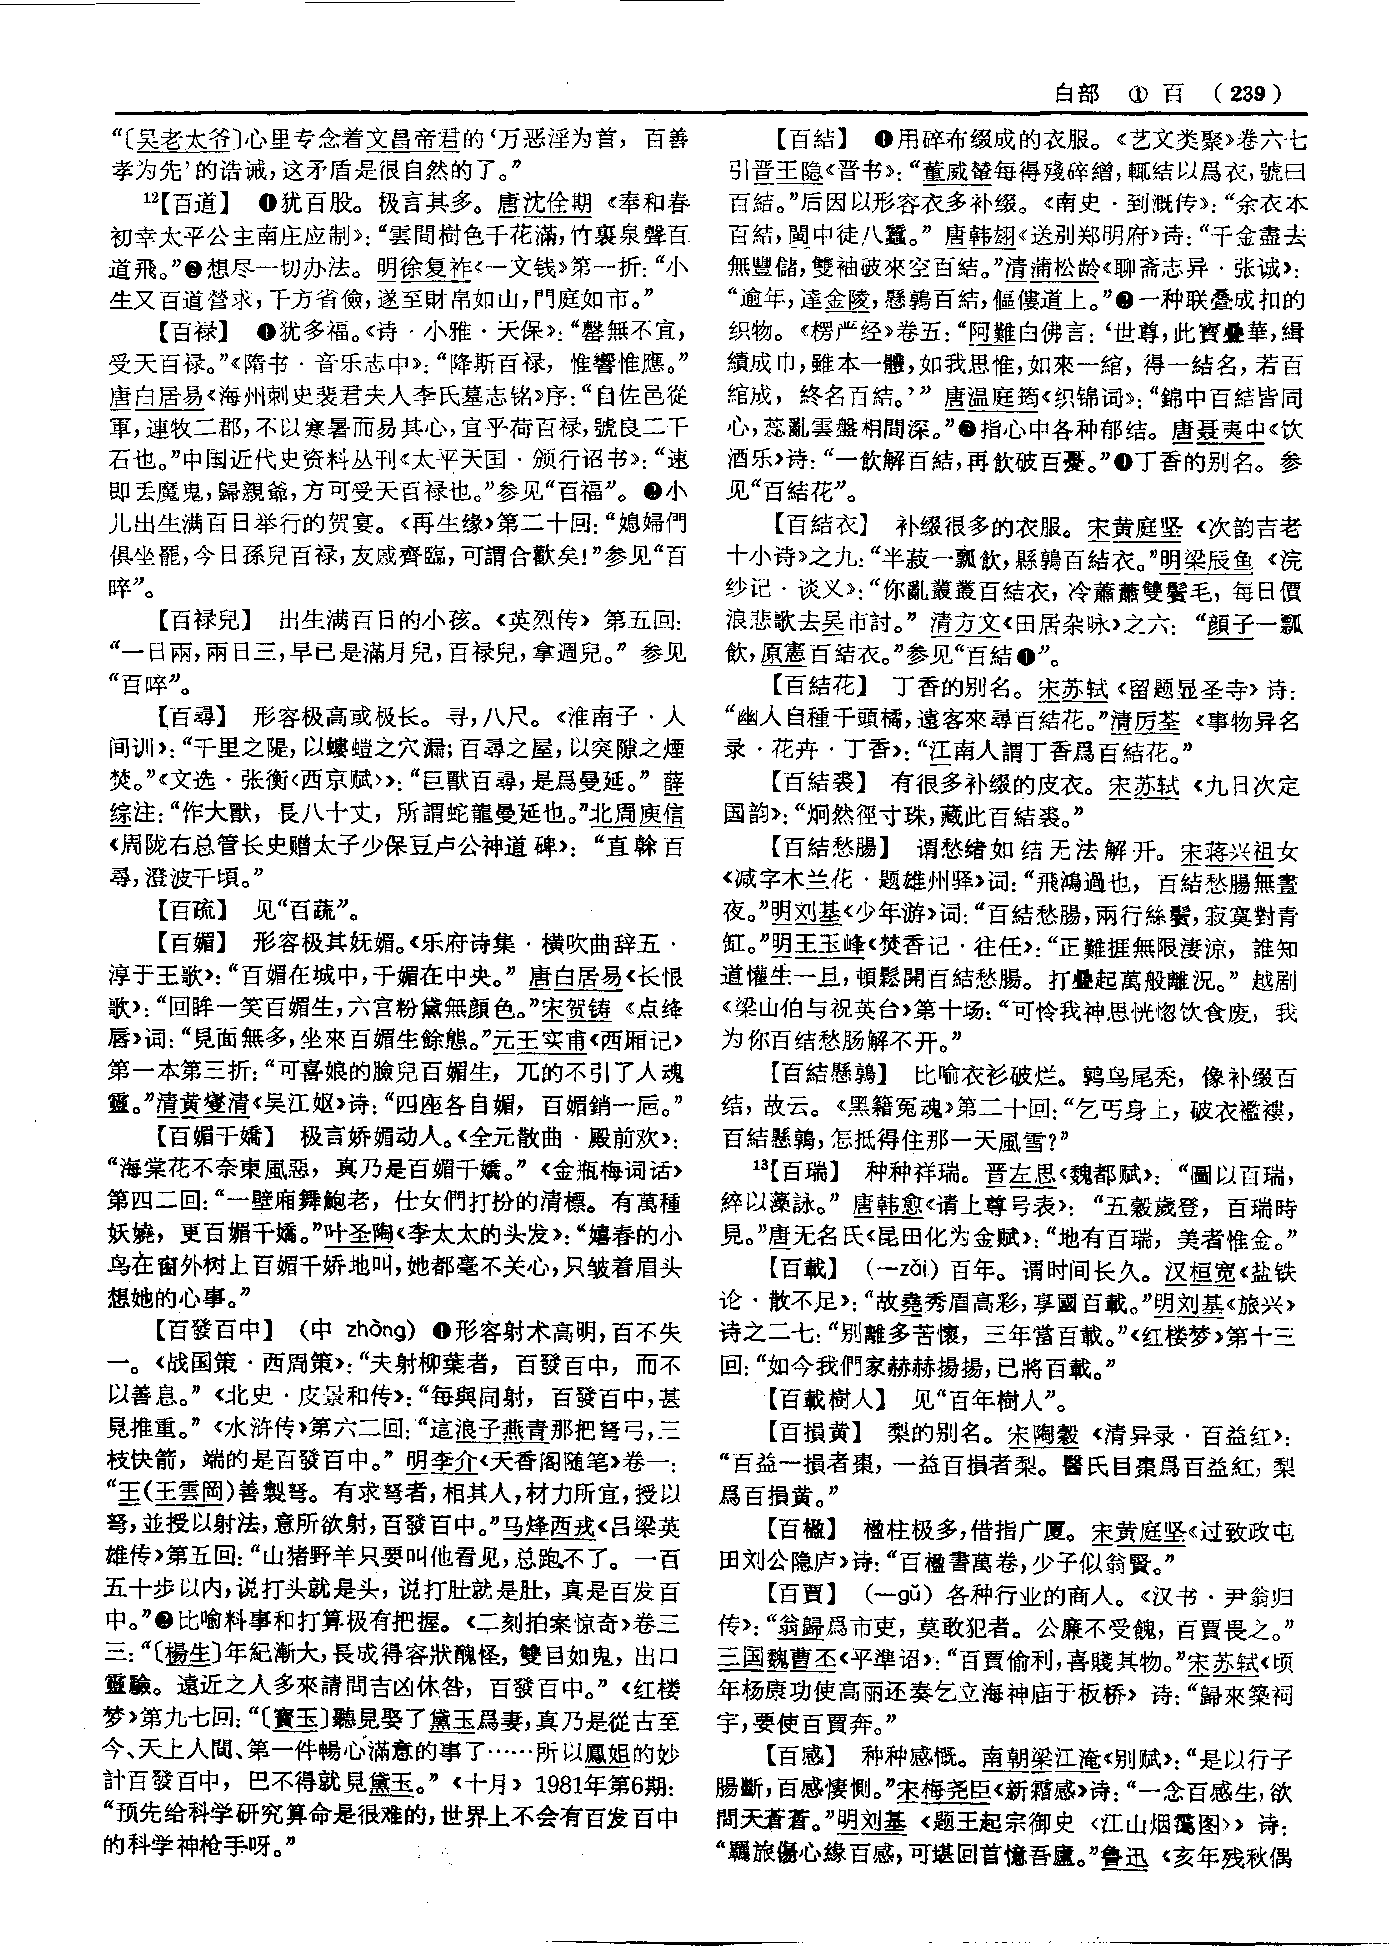 白部 ① 百 （239）
“〔吴老太爷〕心里专念着文昌帝君的‘万恶淫为首，百善
孝为先’的诰诫，这矛盾是很自然的了。”
12【百道】 ❶犹百股。极言其多。唐沈佺期《奉和春
初幸太平公主南庄应制》：“雲間樹色千花滿，竹裏泉聲百
道飛。”❷想尽一切办法。明徐复祚《一文钱》第一折：“小
生又百道營求，千方省儉，遂至財帛如山，門庭如市。”
【百禄】 ❶犹多福。《诗·小雅·天保》：“罄無不宜，
受天百禄。”《隋书·音乐志中》：“降斯百禄，惟響惟應。”
唐白居易《海州刺史裴君夫人李氏墓志铭》序：“自佐邑從
軍，連牧二郡，不以寒暑而易其心，宜乎荷百禄，號良二千
石也。”中国近代史资料丛刊《太平天国·颁行诏书》：“速
即丢魔鬼，歸親爺，方可受天百禄也。”参见“百福”。❷小
儿出生满百日举行的贺宴。《再生缘》第二十回：“媳婦們
俱坐罷，今日孫兒百禄，友戚齊臨，可謂合歡矣！”参见“百
晬”。
【百禄兒】 出生满百日的小孩。《英烈传》第五回：
“一日兩，兩日三，早已是滿月兒，百禄兒，拿週兒。”参见
“百晬”。
【百尋】 形容极高或极长。寻，八尺。《淮南子·人
间训》：“千里之隄，以螻螘之穴漏；百尋之屋，以突隙之煙
焚。”《文选·张衡〈西京赋〉》：“巨獸百尋，是爲曼延。”薛
综注：“作大獸，長八十丈，所謂蛇龍曼延也。”北周庾信
《周陇右总管长史赠太子少保豆卢公神道碑》：“直榦百
尋，澄波千頃。”
【百疏】 见“百蔬”。
【百媚】 形容极其妩媚。《乐府诗集·横吹曲辞五·
淳于王歌》：“百媚在城中，千媚在中央。”唐白居易《长恨
歌》：“回眸一笑百媚生，六宫粉黛無顔色。”宋贺铸《点绛
唇》词：“見面無多，坐來百媚生餘態。”元王实甫《西厢记》
第一本第三折：“可喜娘的臉兒百媚生，兀的不引了人魂
靈。”清黄燮清《吴江妪》诗：“四座各自媚，百媚銷一卮。”
【百媚千嬌】 极言娇媚动人。《全元散曲·殿前欢》：
“海棠花不奈東風惡，真乃是百媚千嬌。”《金瓶梅词话》
第四二回：“一壁廂舞鮑老，仕女們打扮的清標。有萬種
妖嬈，更百媚千嬌。”叶圣陶《李太太的头发》：“嬉春的小
鸟在窗外树上百媚千娇地叫，她都毫不关心，只皱着眉头
想她的心事。”
【百發百中】 （中 zhòng）❶形容射术高明，百不失
一。《战国策·西周策》：“夫射柳葉者，百發百中，而不
以善息。”《北史·皮景和传》：“每與同射，百發百中，甚
見推重。”《水浒传》第六二回：“這浪子燕青那把弩弓，三
枝快箭，端的是百發百中。”明李介《天香阁随笔》卷一：
“王（王雲岡）善製弩。有求弩者，相其人，材力所宜，授以
弩，並授以射法，意所欲射，百發百中。”马烽西戎《吕梁英
雄传》第五回：“山猪野羊只要叫他看见，总跑不了。一百
五十步以内，说打头就是头，说打肚就是肚，真是百发百
中。”❷比喻料事和打算极有把握。《二刻拍案惊奇》卷三
三：“〔楊生〕年紀漸大，長成得容狀醜怪，雙目如鬼，出口
靈驗。遠近之人多來請問吉凶休咎，百發百中。”《红楼
梦》第九七回：“〔寶玉〕聽見娶了黛玉爲妻，真乃是從古至
今、天上人間、第一件暢心滿意的事了……所以鳳姐的妙
計百發百中，巴不得就見黛玉。”《十月》1981年第6期：
“预先给科学研究算命是很难的，世界上不会有百发百中
的科学神枪手呀。”
【百結】 ❶用碎布缀成的衣服。《艺文类聚》卷六七
引晋王隐《晋书》：“董威輦每得殘碎繒，輒結以爲衣，號曰
百結。”后因以形容衣多补缀。《南史·到溉传》：“余衣本
百結，閩中徒八蠶。”唐韩翃《送别郑明府》诗：“千金盡去
無豐儲，雙袖破來空百結。”清蒲松龄《聊斋志异·张诚》：
“逾年，達金陵，懸鶉百結，傴僂道上。”❷一种联叠成扣的
织物。《楞严经》卷五：“阿難白佛言：‘世尊，此寶疊華，緝
績成巾，雖本一體，如我思惟，如來一綰，得一結名，若百
綰成，終名百結。’”唐温庭筠《织锦词》：“錦中百結皆同
心，蕊亂雲盤相間深。”❸指心中各种郁结。唐聂夷中《饮
酒乐》诗：“一飲解百結，再飲破百憂。”❹丁香的别名。参
见“百結花”。
【百結衣】 补缀很多的衣服。宋黄庭坚《次韵吉老
十小诗》之九：“半菽一瓢飲，縣鶉百結衣。”明梁辰鱼《浣
纱记·谈义》：“你亂叢叢百結衣，冷蕭蕭雙鬢毛，每日價
浪悲歌去吴市討。”清方文《田居杂咏》之六：“顔子一瓢
飲，原憲百結衣。”参见“百結❶”。
【百結花】 丁香的别名。宋苏轼《留题显圣寺》诗：
“幽人自種千頭橘，遠客來尋百結花。”清厉荃《事物异名
录·花卉·丁香》：“江南人謂丁香爲百結花。”
【百結裘】 有很多补缀的皮衣。宋苏轼《九日次定
国韵》：“炯然徑寸珠，藏此百結裘。”
【百結愁腸】 谓愁绪如结无法解开。宋蒋兴祖女
《减字木兰花·题雄州驿》词：“飛鴻過也，百結愁腸無晝
夜。”明刘基《少年游》词：“百結愁腸，兩行絲鬢，寂寞對青
缸。”明王玉峰《焚香记·往任》：“正難捱無限淒涼，誰知
道懽生一旦，頓鬆開百結愁腸。打疊起萬般離況。”越剧
《梁山伯与祝英台》第十场：“可怜我神思恍惚饮食废，我
为你百结愁肠解不开。”
【百結懸鶉】 比喻衣衫破烂。鹑鸟尾秃，像补缀百
结，故云。《黑籍冤魂》第二十回：“乞丐身上，破衣襤褸，
百結懸鶉，怎抵得住那一天風雪？”
13【百瑞】 种种祥瑞。晋左思《魏都赋》：“圖以百瑞，
綷以藻詠。”唐韩愈《请上尊号表》：“五穀歲登，百瑞時
見。”唐无名氏《昆田化为金赋》：“地有百瑞，美者惟金。”
【百載】 （—zǎi）百年。谓时间长久。汉桓宽《盐铁
论·散不足》：“故堯秀眉高彩，享國百載。”明刘基《旅兴》
诗之二七：“别離多苦懷，三年當百載。”《红楼梦》第十三
回：“如今我們家赫赫揚揚，已將百載。”
【百載樹人】 见“百年樹人”。
【百損黄】 梨的别名。宋陶穀《清异录·百益红》：
“百益一損者棗，一益百損者梨。醫氏目棗爲百益紅，梨
爲百損黄。”
【百楹】 楹柱极多，借指广厦。宋黄庭坚《过致政屯
田刘公隐庐》诗：“百楹書萬卷，少子似翁賢。”
【百賈】 （—gǔ）各种行业的商人。《汉书·尹翁归
传》：“翁歸爲市吏，莫敢犯者。公廉不受餽，百賈畏之。”
三国魏曹丕《平準诏》：“百賈偷利，喜賤其物。”宋苏轼《顷
年杨康功使高丽还奏乞立海神庙于板桥》诗：“歸來築祠
宇，要使百賈奔。”
【百感】 种种感慨。南朝梁江淹《别赋》：“是以行子
腸斷，百感悽惻。”宋梅尧臣《新霜感》诗：“一念百感生，欲
問天蒼蒼。”明刘基《题王起宗御史〈江山烟霭图〉》诗：
“羈旅傷心緣百感，可堪回首憶吾廬。”鲁迅《亥年残秋偶